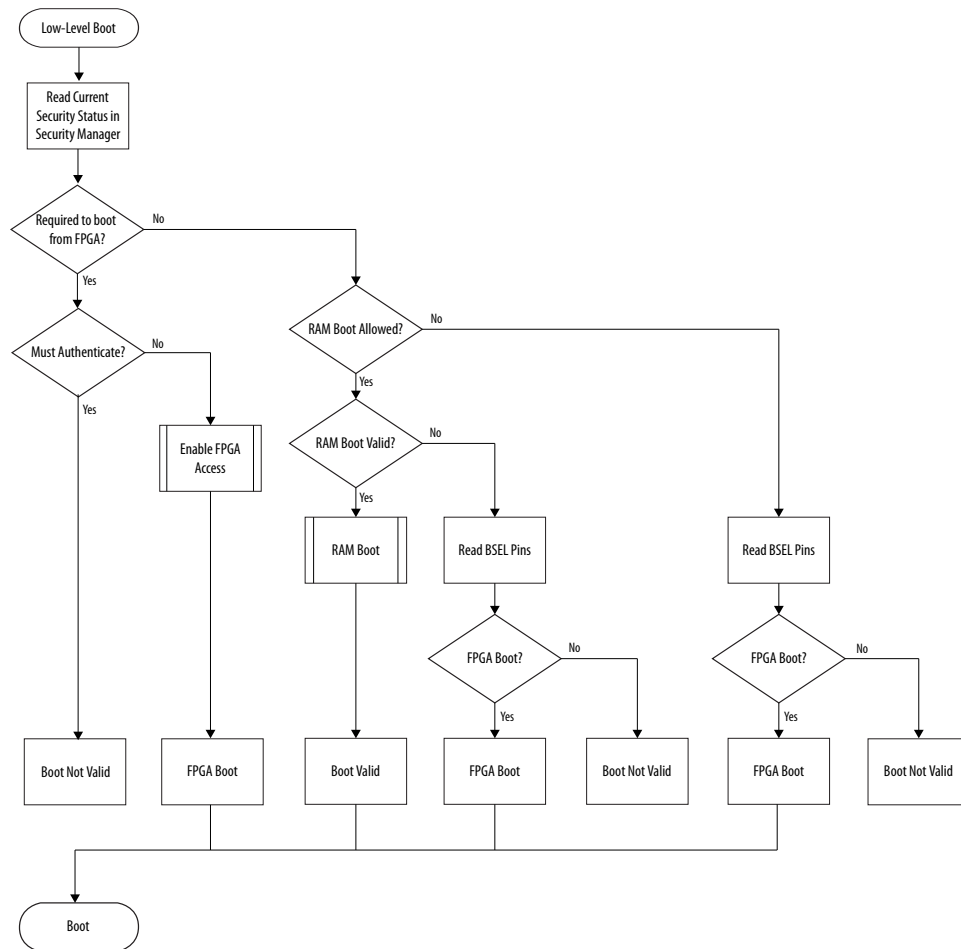 Low-Level Boot
Read Current
Security Status in
Security Manager
Required to boot
from FPGA?
No
Yes
RAM Boot Allowed?
No
Must Authenticate?
No
Yes
Yes
Enable FPGA
Access
RAM Boot Valid?
No
Yes
RAM Boot
Read BSEL Pins
Read BSEL Pins
FPGA Boot?
No
FPGA Boot?
No
Yes
Yes
Boot Not Valid
FPGA Boot
Boot Valid
FPGA Boot
Boot Not Valid
FPGA Boot
Boot Not Valid
Boot